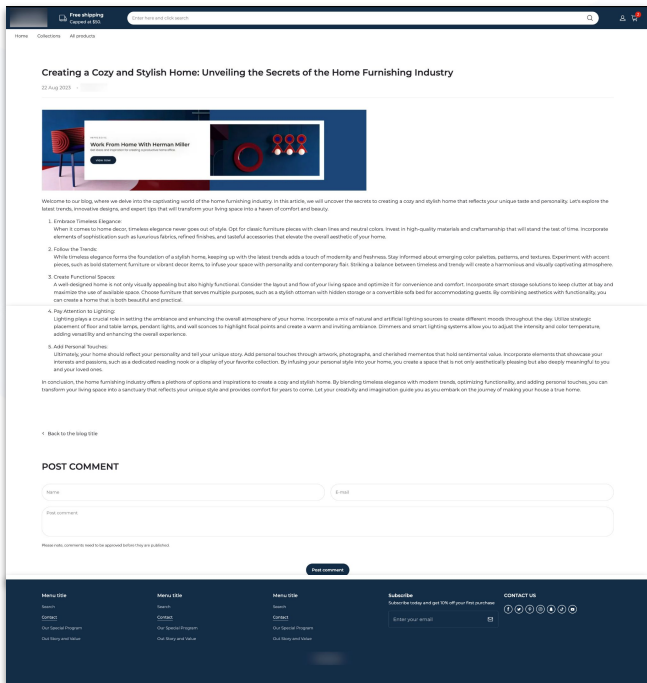 Free shipping
Capped at $50.
Enter here and click search
Home Collections All products
Creating a Cozy and Stylish Home: Unveiling the Secrets of the Home Furnishing Industry
22 Aug 2023
Work From Home With Herman Miller
Welcome to our blog, where we delve into the captivating world of the home furnishing industry. In this article, we will uncover the secrets to creating a cozy and stylish home that reflects your unique taste and personality. Let's explore the
latest trends, innovative designs, and expert tips that will transform your living space into a haven of comfort and beauty.
1. Embrace Timeless Elegance:
When it comes to home decor, timeless elegance never goes out of style. Opt for classic furniture pieces with clean lines and neutral colors. Invest in high-quality materials and craftsmanship that will stand the test of time. Incorporate
elements of sophistication such as luxurious fabrics, refined finishes, and tasteful accessories that elevate the overall aesthetic of your home.
2. Follow the Trends:
While timeless elegance forms the foundation of a stylish home, keeping up with the latest trends adds a touch of modernity and freshness. Stay informed about emerging color palettes, patterns, and textures. Experiment with accent
pieces, such as bold statement furniture or vibrant decor items, to infuse your space with personality and contemporary flair. Striking a balance between timeless and trendy will create a harmonious and visually captivating atmosphere.
3. Create Functional Spaces:
A well-designed home is not only visually appealing but also highly functional. Consider the layout and flow of your living space and optimize it for convenience and comfort. Incorporate smart storage solutions to keep clutter at bay and
maximize the use of available space. Choose furniture that serves multiple purposes, such as a stylish ottoman with hidden storage or a convertible sofa bed for accommodating guests. By combining aesthetics with functionality, you
can create a home that is both beautiful and practical.
4. Pay Attention to Lighting:
Lighting plays a crucial role in setting the ambiance and enhancing the overall atmosphere of your home. Incorporate a mix of natural and artificial lighting sources to create different moods throughout the day. Utilize strategic
placement of floor and table lamps, pendant lights, and wall sconces to highlight focal points and create a warm and inviting ambiance. Dimmers and smart lighting systems allow you to adjust the intensity and color temperature,
adding versatility and enhancing the overall experience.
5. Add Personal Touches:
Ultimately, your home should reflect your personality and tell your unique story. Add personal touches through artwork, photographs, and cherished mementos that hold sentimental value. Incorporate elements that showcase your
interests and passions, such as a dedicated reading nook or a display of your favorite collection. By infusing your personal style into your home, you create a space that is not only aesthetically pleasing but also deeply meaningful to you
and your loved ones.
In conclusion, the home furnishing industry offers a plethora of options and inspirations to create a cozy and stylish home. By blending timeless elegance with modern trends, optimizing functionality, and adding personal touches, you can
transform your living space into a sanctuary that reflects your unique style and provides comfort for years to come. Let your creativity and imagination guide you as you embark on the journey of making your house a true home.
Back to the blog title
POST COMMENT
Name E-mail
Post comment
Please note, comments need to be approved before they are published.
Post comment
Menu title Menu title Menu title Subscribe CONTACT US
Subscribe today and get 10% off your first purchase
Search Search Search
Contact Contact Contact Enter your email
Our Special Program Our Special Program Our Special Program
Out Story and Value Out Story and Value Out Story and Value